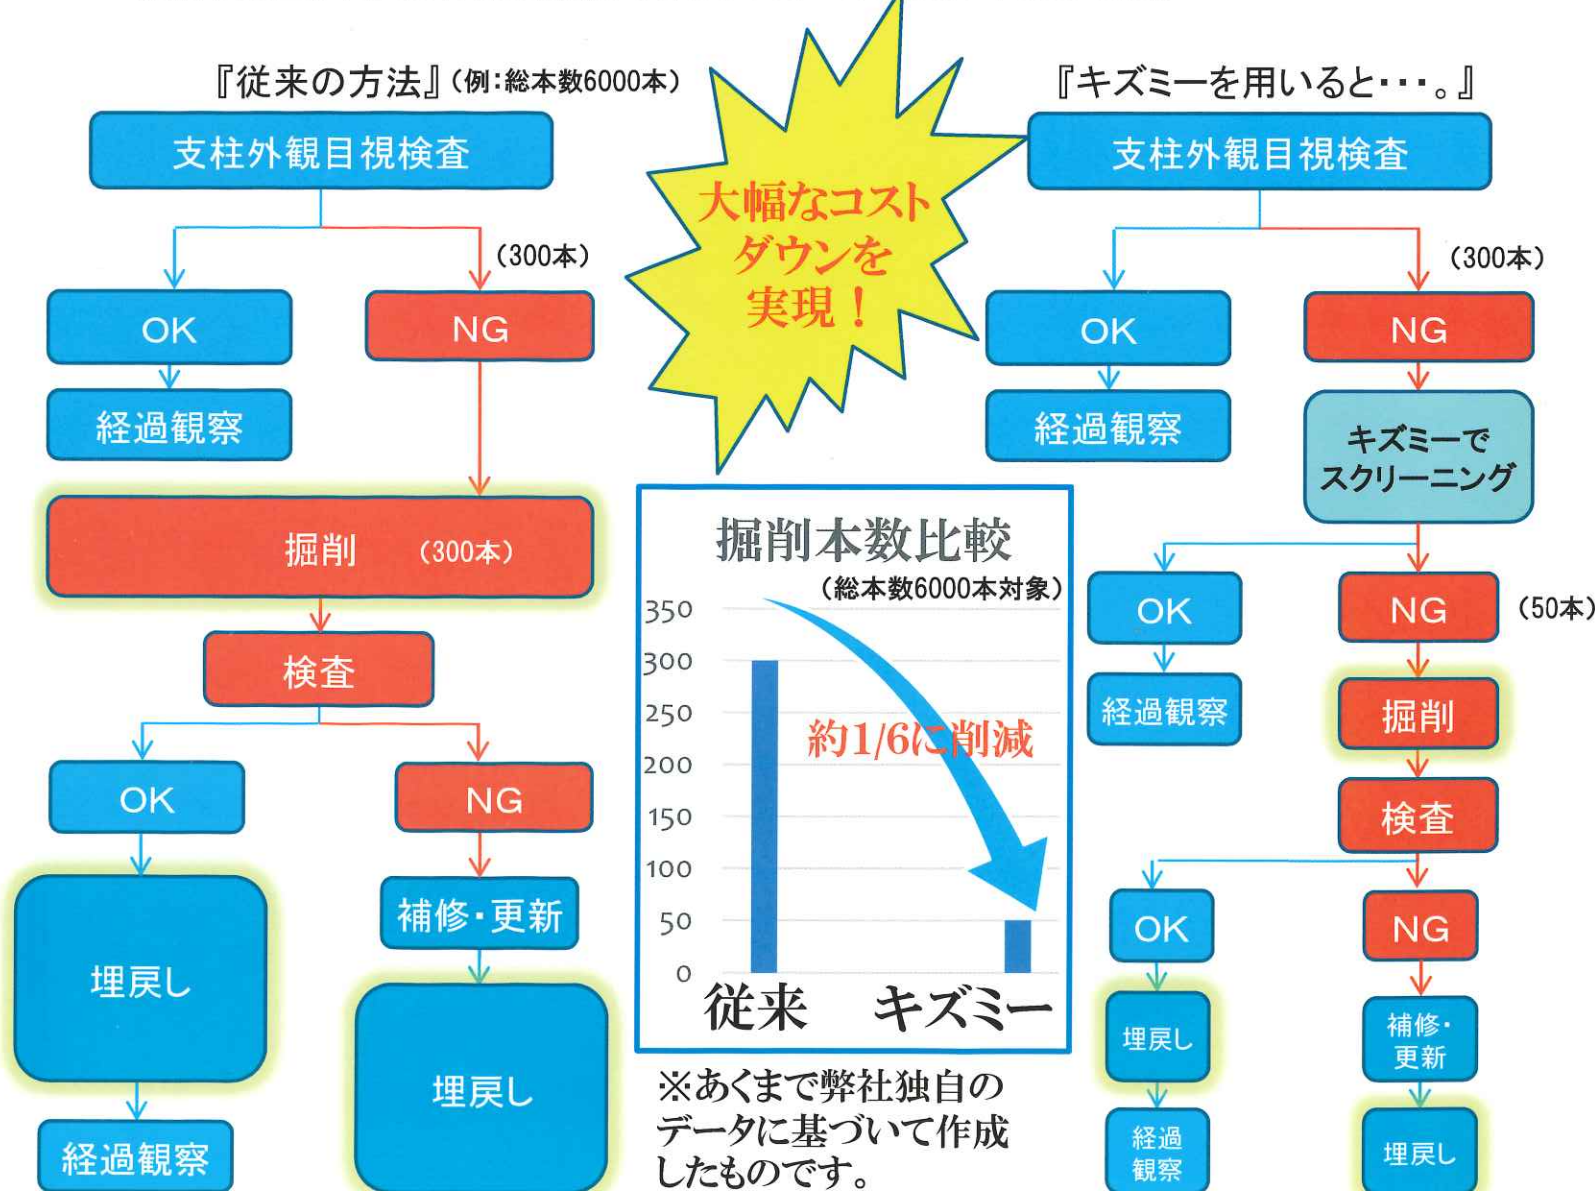 『従来の方法』(例：総本数6000本)
支柱外観目視検査
(300本)
OK
NG
経過観察
掘削 (300本)
検査
OK
NG
埋戻し
補修・更新
埋戻し
経過観察
大幅なコスト
ダウンを
実現！
掘削本数比較
(総本数6000本対象)
350
300
250
200
150
100
50
0
約1/6に削減
従来 キズミー
※あくまで弊社独自の
データに基づいて作成
したものです。
『キズミーを用いると・・・。』
支柱外観目視検査
(300本)
OK
NG
経過観察
キズミーで
スクリーニング
OK
NG
(50本)
経過観察
掘削
検査
OK
NG
埋戻し
補修・
更新
経過
観察
埋戻し